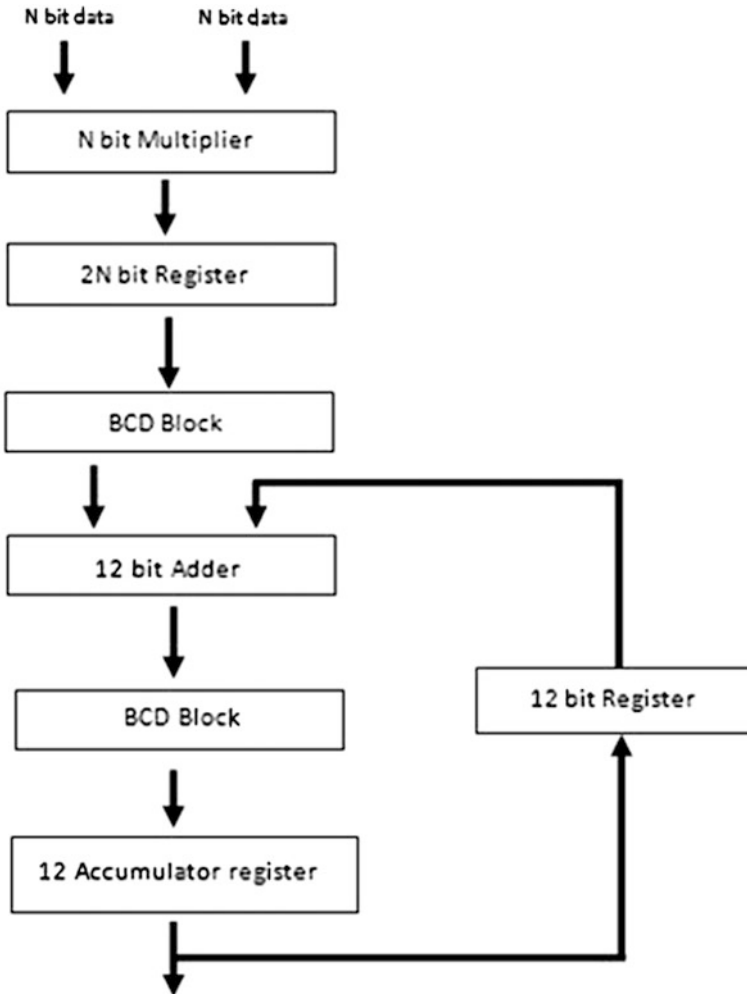 N bit data
N bit data
N bit Multiplier
2N bit Register
BCD Block
12 bit Adder
BCD Block
12 bit Register
12 Accumulator register